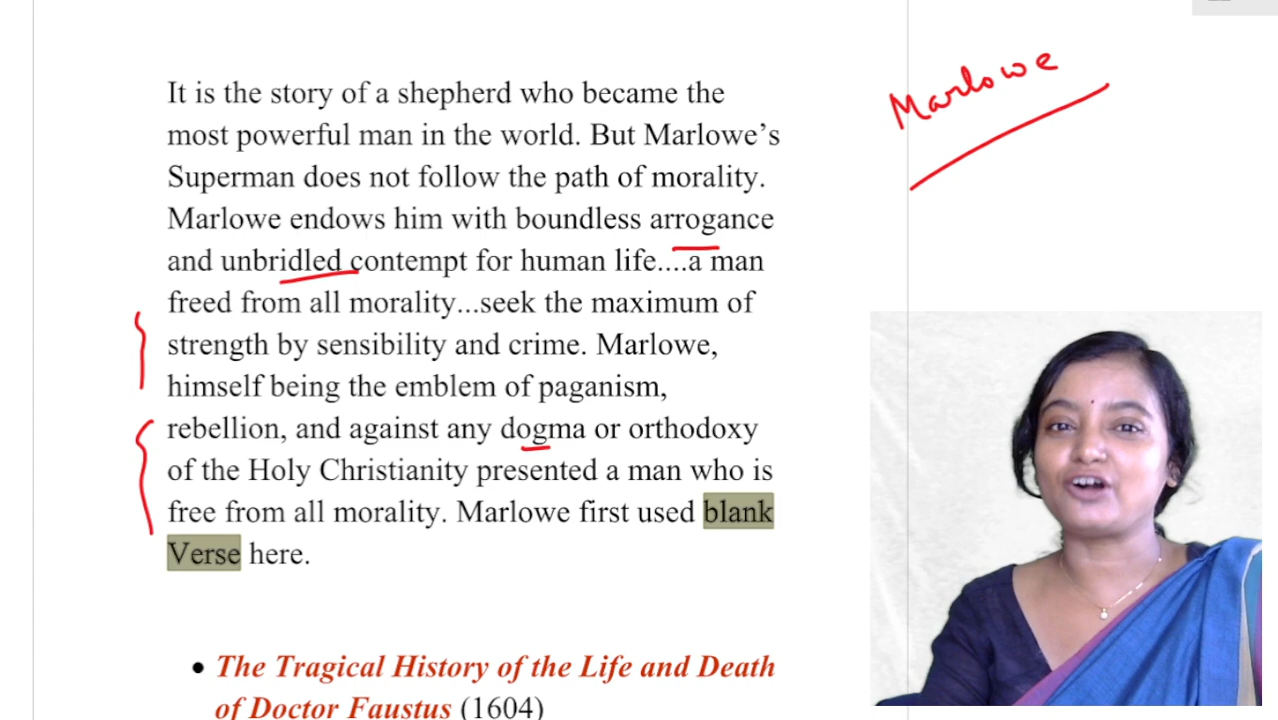 It is the story of a shepherd who became the
most powerful man in the world. But Marlowe’s
Superman does not follow the path of morality.
Marlowe endows him with boundless arrogance
and unbridled contempt for human life....a man
freed from all morality...seek the maximum of
strength by sensibility and crime. Marlowe,
himself being the emblem of paganism,
rebellion, and against any dogma or orthodoxy
of the Holy Christianity presented a man who is
free from all morality. Marlowe first used blank
Verse here.
• The Tragical History of the Life and Death
of Doctor Faustus (1604)
Marlowe